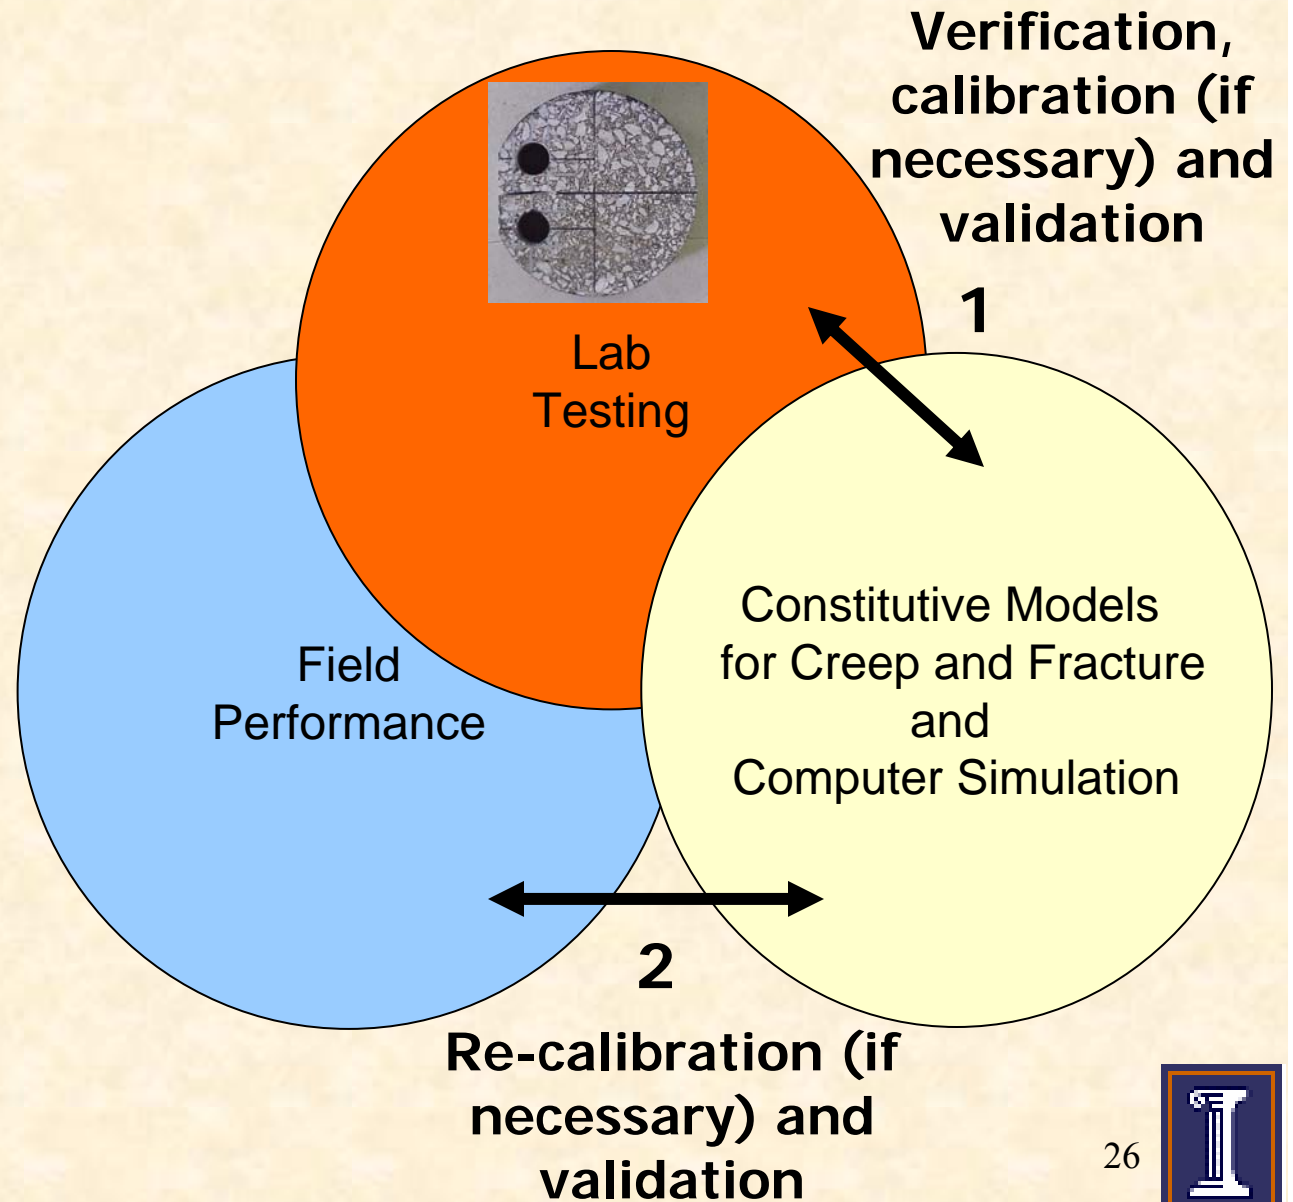 Verification,
calibration (if
necessary) and
validation
1
Lab
Testing
Constitutive Models
for Creep and Fracture
and
Computer Simulation
Field
Performance
2
Re-calibration (if
necessary) and
validation
26
I